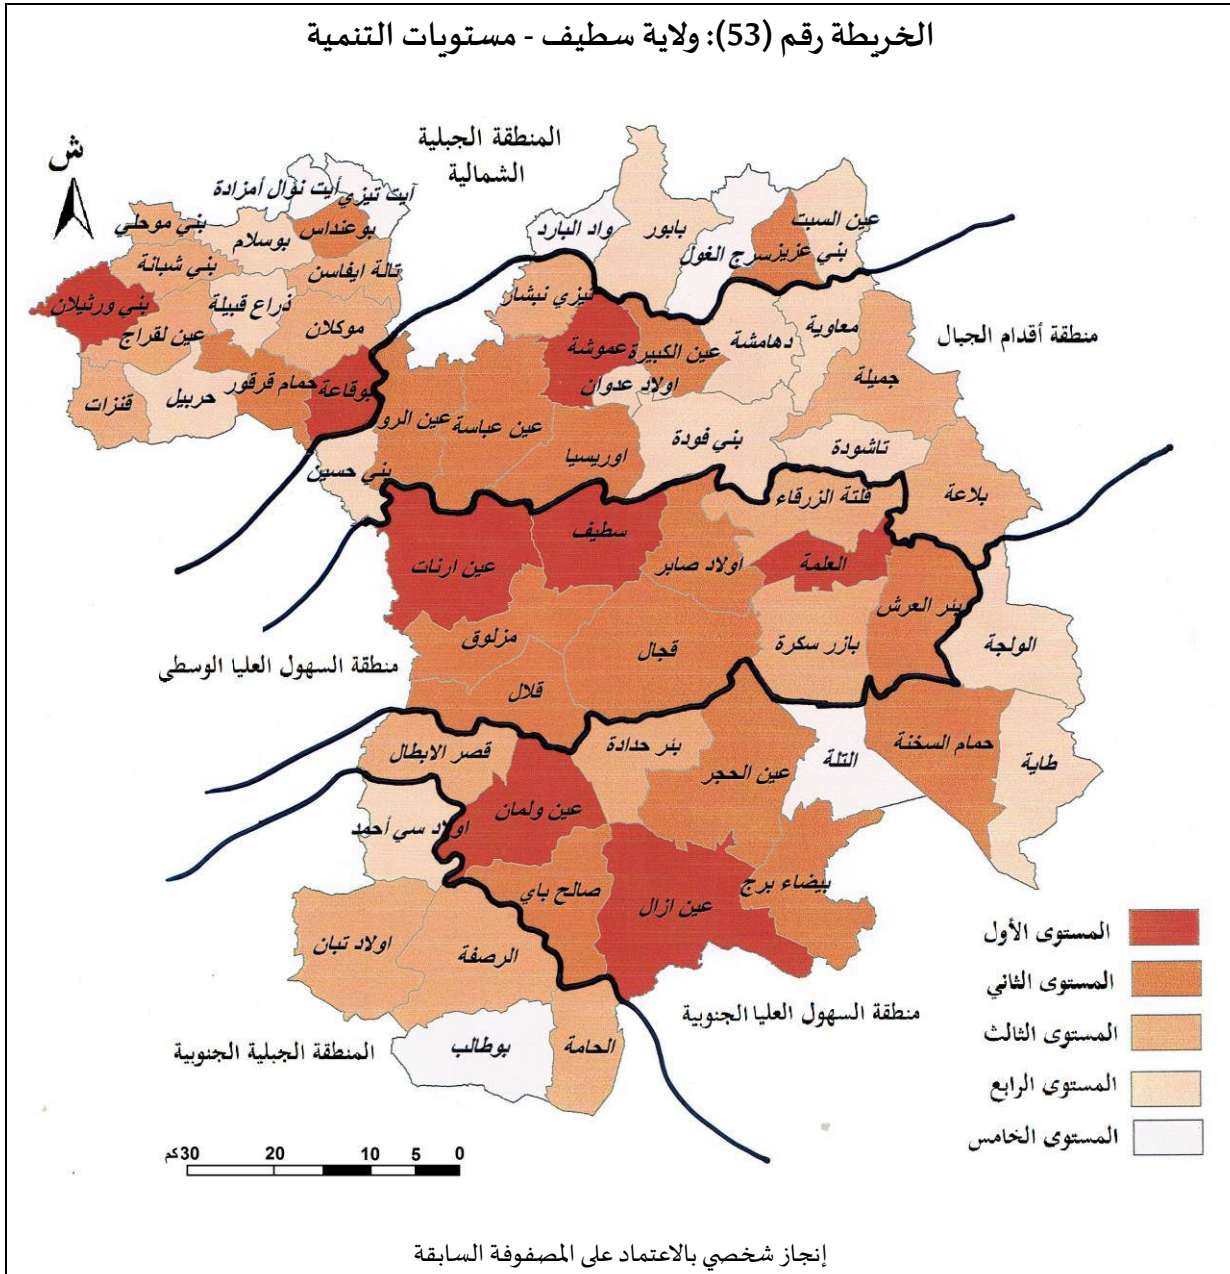 الخريطة رقم (53): ولاية سطيف - مستويات التنمية
ش
المنطقة الجبلية
الشمالية
آيت نوال أمزادة
آيت تيزي
بني موحلي
بوسلام
بوعنداس
بني شبانة
تالة ايفاسن
بني ورثيلان
ذراع قبيلة
عين لقراج
موكلان
قنزات
حربيل
حمام قرقور
بوقاعة
واد البارد
بابور
سرج الغول
بني عزيز
عين السبت
تيزي نبشار
عموشة
عين الكبيرة
دهامشة
معاوية
منطقة أقدام الجبال
جميلة
اولاد عدوان
عين الرو
عين عباسة
اوريسيا
بني فودة
تاشودة
بني حسين
بلاعة
قلتة الزرقاء
سطيف
عين ارنات
اولاد صابر
العلمة
بئر العرش
مزلوق
قجال
بازر سكرة
الولجة
منطقة السهول العليا الوسطى
قلال
قصر الابطال
بئر حدادة
عين الحجر
التلة
حمام السخنة
طاية
اولاد سي أحمد
عين ولمان
صالح باي
عين ازال
بيضاء برج
اولاد تبان
الرصفة
منطقة السهول العليا الجنوبية
المنطقة الجبلية الجنوبية
بوطالب
الحامة
المستوى الأول
المستوى الثاني
المستوى الثالث
المستوى الرابع
المستوى الخامس
كم30 20 10 5 0
إنجاز شخصي بالاعتماد على المصفوفة السابقة